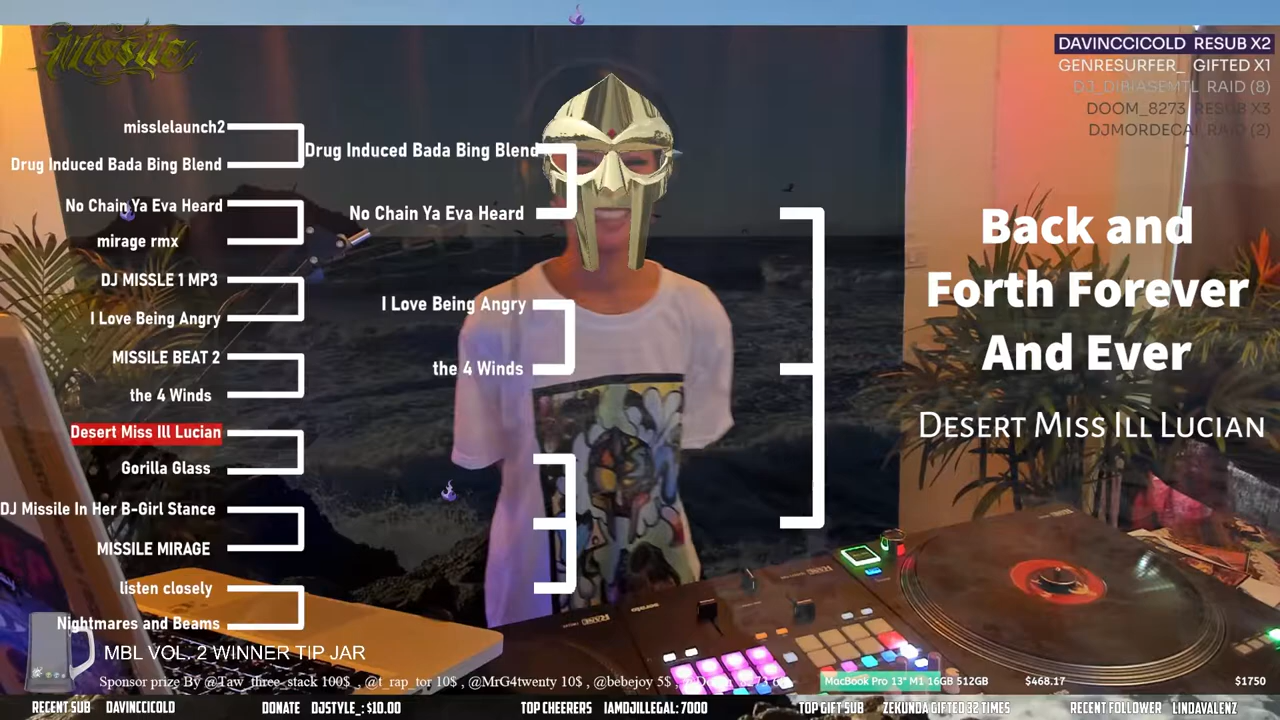 Missile
DAVINCCICOLD RESUB X2
GENRESURFER_ GIFTED X1
DJ_DIBIASEMTL RAID (8)
DOOM_8273 RESUB X3
DJMORDECAI RAID (2)
misslelaunch2
Drug Induced Bada Bing Blend
No Chain Ya Eva Heard
mirage rmx
DJ MISSLE 1 MP3
I Love Being Angry
MISSILE BEAT 2
the 4 Winds
Desert Miss Ill Lucian
Gorilla Glass
DJ Missile In Her B-Girl Stance
MISSILE MIRAGE
listen closely
Nightmares and Beams
Drug Induced Bada Bing Blend
No Chain Ya Eva Heard
I Love Being Angry
the 4 Winds
Back and
Forth Forever
And Ever
Desert Miss Ill Lucian
RANE
serato
RANE
MBL VOL. 2 WINNER TIP JAR
Sponsor prize By @Taw_three_stack 100$ , @t_rap_tor 10$ , @MrG4twenty 10$ , @bebejoy 5$ ,
MacBook Pro 13" M1 16GB 512GB $468.17 $1750
RECENT SUB DAVINCCICOLD DONATE DJSTYLE_: $10.00 TOP CHEERERS IAMDJILLEGAL: 7000 TOP GIFT SUB ZEKUNDA GIFTED 32 TIMES RECENT FOLLOWER LINDAVALENZ